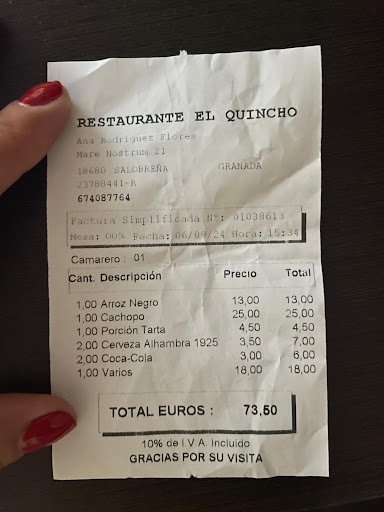 RESTAURANTE EL QUINCHO
Ana Rodriguez Flores
Mare Nostrum 21
18680 SALOBREÑA GRANADA
23788441-R
674087764
Factura Simplificada Nº: 01038613
Mesa: 009 Fecha: 06/09/24 Hora: 15:34
Camarero : 01
Cant. Descripción Precio Total
1,00 Arroz Negro 13,00 13,00
1,00 Cachopo 25,00 25,00
1,00 Porción Tarta 4,50 4,50
2,00 Cerveza Alhambra 1925 3,50 7,00
2,00 Coca-Cola 3,00 6,00
1,00 Varios 18,00 18,00
TOTAL EUROS : 73,50
10% de I.V.A. Incluido
GRACIAS POR SU VISITA